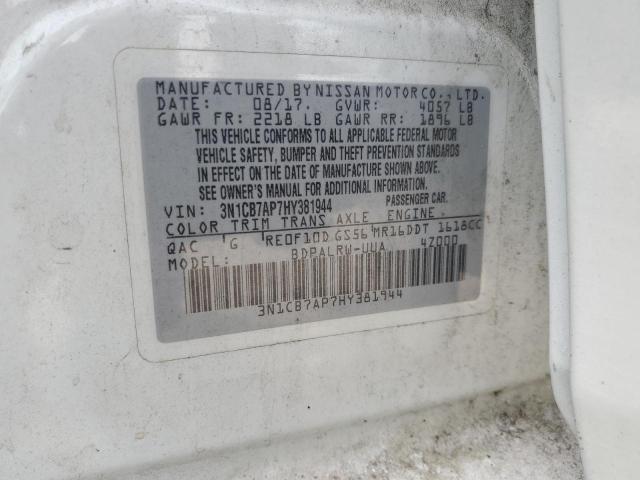 MANUFACTURED BY NISSAN MOTOR CO., LTD.
DATE: 08/17. GVWR: 4057 LB
GAWR FR: 2218 LB GAWR RR: 1896 LB
THIS VEHICLE CONFORMS TO ALL APPLICABLE FEDERAL MOTOR
VEHICLE SAFETY, BUMPER AND THEFT PREVENTION STANDARDS
IN EFFECT ON THE DATE OF MANUFACTURE SHOWN ABOVE.
SEE OWNER'S MANUAL FOR ADDITIONAL INFORMATION.
VIN: 3N1CB7AP7HY381944 PASSENGER CAR.
COLOR TRIM TRANS AXLE ENGINE
QAC G RE0F10D GS56 MR16DDT 1618CC
MODEL: BDPALRW-UUA 4Z000
3N1CB7AP7HY381944